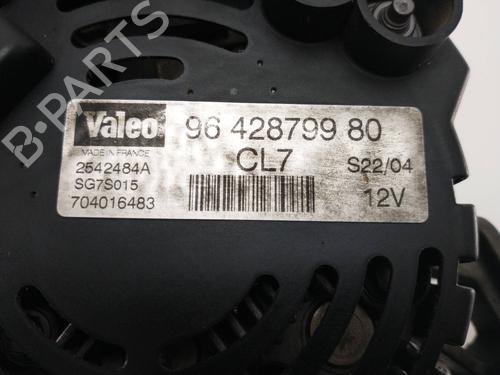 B-PARTS
Valeo
96 428799 80
MADE IN FRANCE
CL7
S22/04
2542484A
SG7S015
12V
704016483